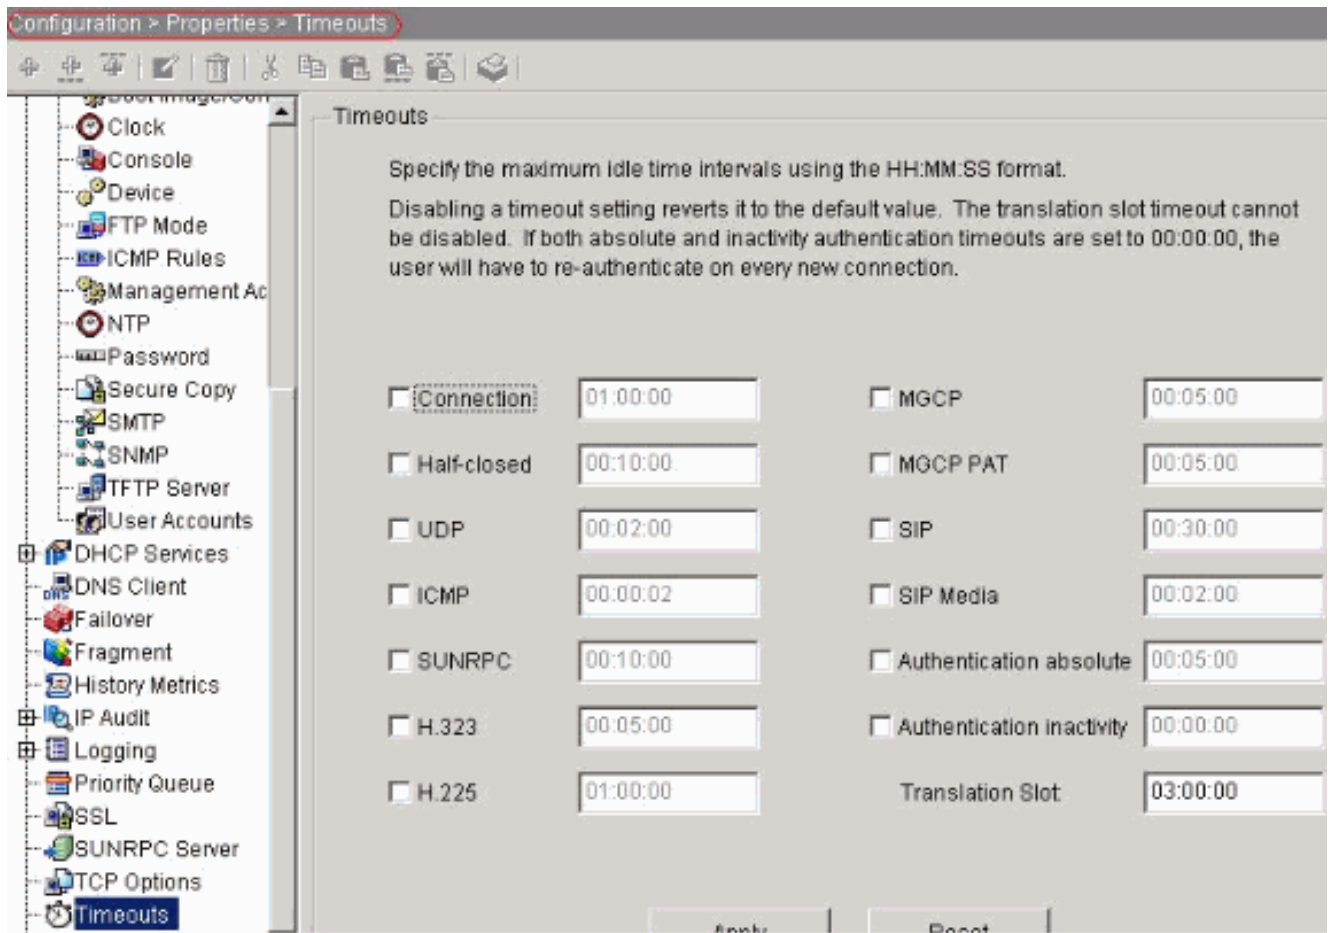 Configuration > Properties > Timeouts
Clock
Console
Device
FTP Mode
ICMP Rules
Management Ac
NTP
Password
Secure Copy
SMTP
SNMP
TFTP Server
User Accounts
DHCP Services
DNS Client
Failover
Fragment
History Metrics
IP Audit
Logging
Priority Queue
SSL
SUNRPC Server
TCP Options
Timeouts
Timeouts
Specify the maximum idle time intervals using the HH:MM:SS format.
Disabling a timeout setting reverts it to the default value. The translation slot timeout cannot
be disabled. If both absolute and inactivity authentication timeouts are set to 00:00:00, the
user will have to re-authenticate on every new connection.
Connection 01:00:00 MGCP 00:05:00
Half-closed 00:10:00 MGCP PAT 00:05:00
UDP 00:02:00 SIP 00:30:00
ICMP 00:00:02 SIP Media 00:02:00
SUNRPC 00:10:00 Authentication absolute 00:05:00
H.323 00:05:00 Authentication inactivity 00:00:00
H.225 01:00:00 Translation Slot: 03:00:00
Apply Reset